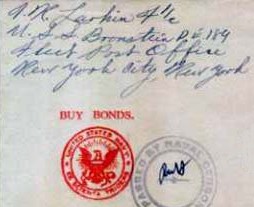 J.M. Larkin 4 1/c
U.S.S Bronstein D.E. 189
Fleet Post Office
New York City, New York
BUY BONDS.
UNITED STATES NAVY
PASSED BY NAVAL CENSOR